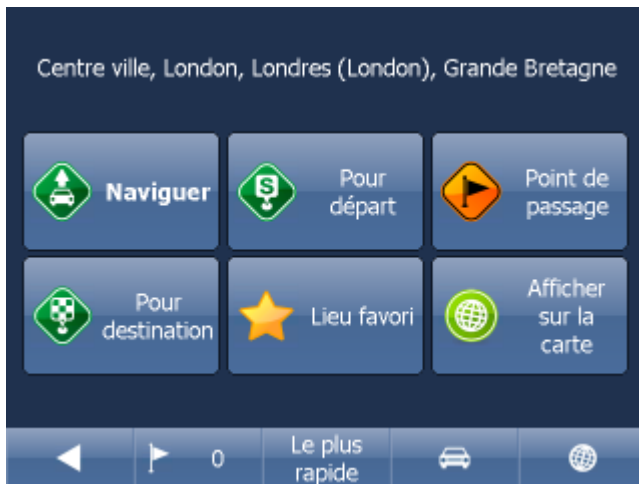 Centre ville, London, Londres (London), Grande Bretagne
Naviguer
Pour
départ
Point de
passage
Pour
destination
Lieu favori
Afficher
sur la
carte
0
Le plus
rapide